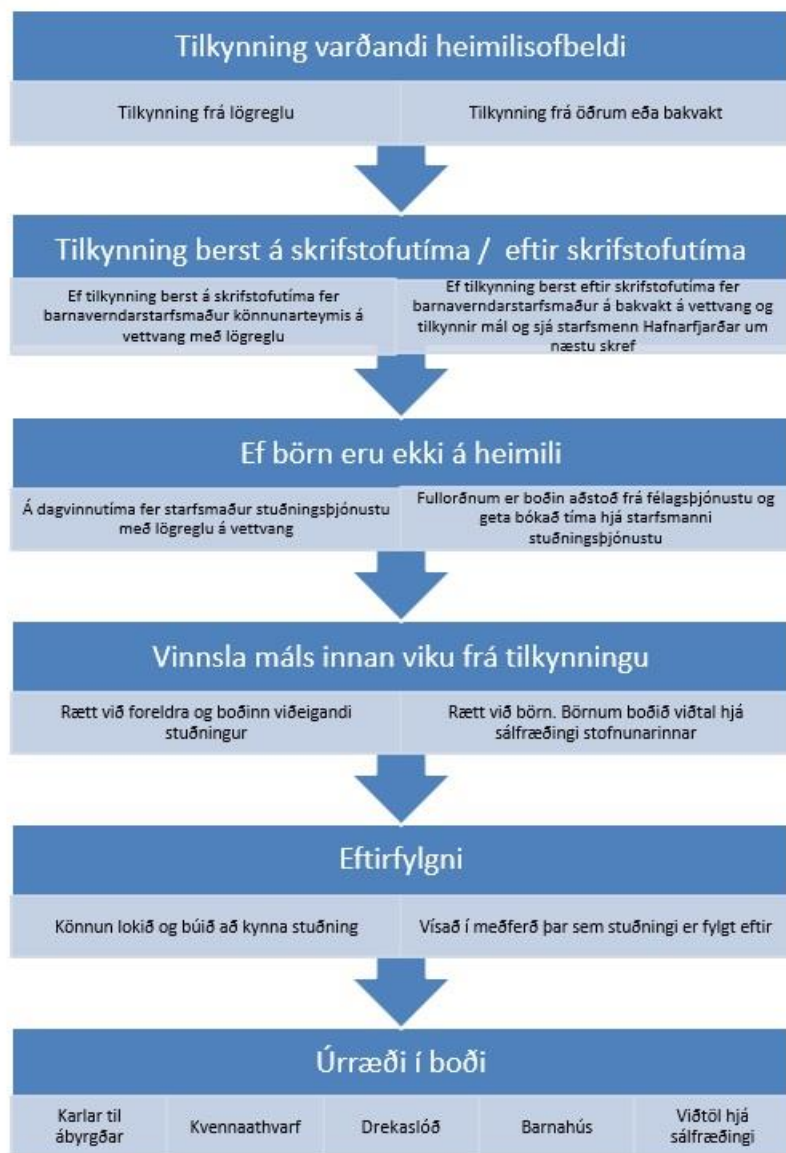 Tilkynning varðandi heimilisofbeldi
Tilkynning frá lögreglu
Tilkynning frá öðrum eða bakvakt
Tilkynning berst á skrifstofutíma / eftir skrifstofutíma
Ef tilkynning berst á skrifstofutíma fer
barnaverndarstarfsmaður könnunarteymis á
vettvang með lögreglu
Ef tilkynning berst eftir skrifstofutíma fer
barnaverndarstarfsmaður á bakvakt á vettvang og
tilkynnir mál og sjá starfsmenn Hafnarfjarðar um
næstu skref
Ef börn eru ekki á heimili
Á dagvinnutíma fer starfsmaður stuðningsþjónustu
með lögreglu á vettvang
Fullorðnum er boðin aðstoð frá félagsþjónustu og
geta bókað tíma hjá starfsmanni
stuðningsþjónustu
Vinnsla máls innan viku frá tilkynningu
Rætt við foreldra og boðinn viðeigandi
stuðningur
Rætt við börn. Börnum boðið viðtal hjá
sálfræðingi stofnunarinnar
Eftirfylgni
Könnun lokið og búið að kynna stuðning
Vísað í meðferð þar sem stuðningi er fylgt eftir
Úrræði í boði
Karlar til
ábyrgðar
Kvennaathvarf
Drekaslóð
Barnahús
Viðtöl hjá
sálfræðingi